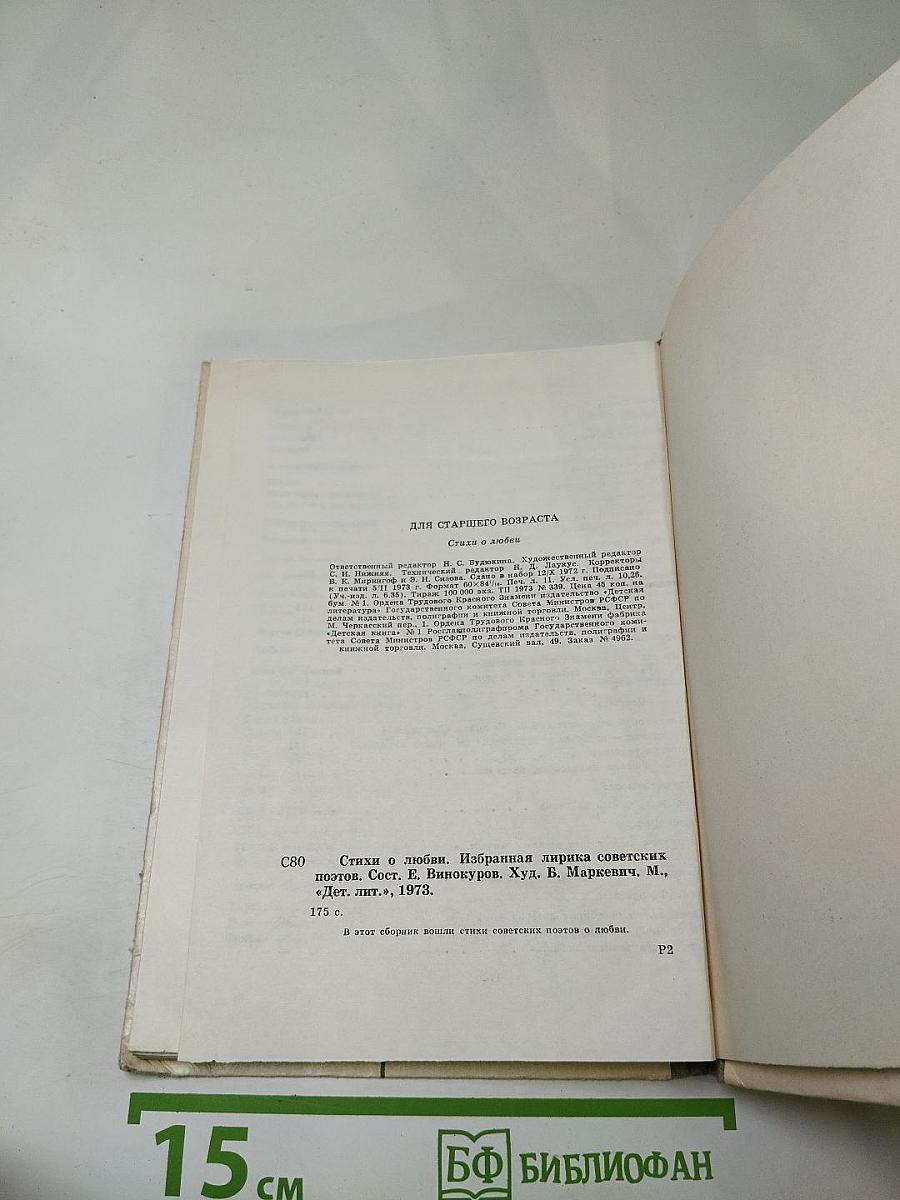 ДЛЯ СТАРШЕГО ВОЗРАСТА
Стихи о любви
Ответственный редактор Н. С. Будюкина. Художественный редактор
С. И. Нижняя. Технический редактор Н. Д. Лаукус. Корректоры
В. К. Мирингоф и Э. Н. Сизова. Сдано в набор 12/X 1972 г. Подписано
к печати 5/II 1973 г. Формат 60×84¹/₁₆. Печ. л. 11. Усл. печ. л. 10,26.
(Уч.-изд. л. 6,35). Тираж 100 000 экз. ТП 1973 № 339. Цена 45 коп. на
бум. № 1. Ордена Трудового Красного Знамени издательство «Детская
литература» Государственного комитета Совета Министров РСФСР по
делам издательств, полиграфии и книжной торговли. Москва, Центр,
М. Черкасский пер., 1. Ордена Трудового Красного Знамени фабрика
«Детская книга» № 1 Росглавполиграфпрома Государственного коми-
тета Совета Министров РСФСР по делам издательств, полиграфии и
книжной торговли. Москва, Сущевский вал, 49. Заказ № 4962.
С80 Стихи о любви. Избранная лирика советских
поэтов. Сост. Е. Винокуров. Худ. Б. Маркевич. М.,
«Дет. лит.», 1973.
175 с.
В этот сборник вошли стихи советских поэтов о любви.
Р2
15 см
БФ БИБЛИОФАН